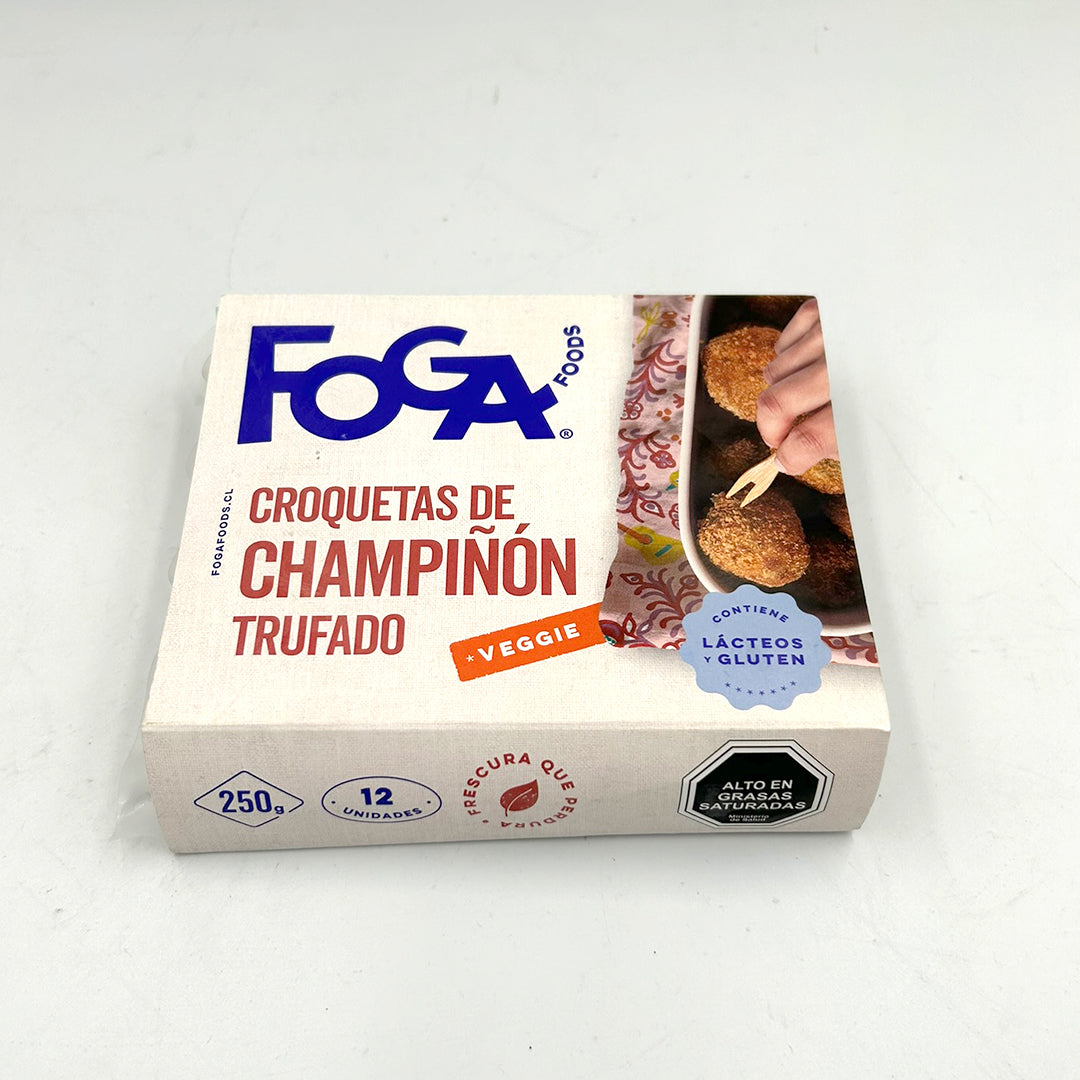 FOGA
FOODS
®
FOGAFOODS.CL
CROQUETAS DE
CHAMPIÑÓN
TRUFADO
*VEGGIE
CONTIENE
LÁCTEOS
Y GLUTEN
250g
12
UNIDADES
FRESCURA QUE PERDURA
ALTO EN
GRASAS
SATURADAS
Ministerio
de Salud